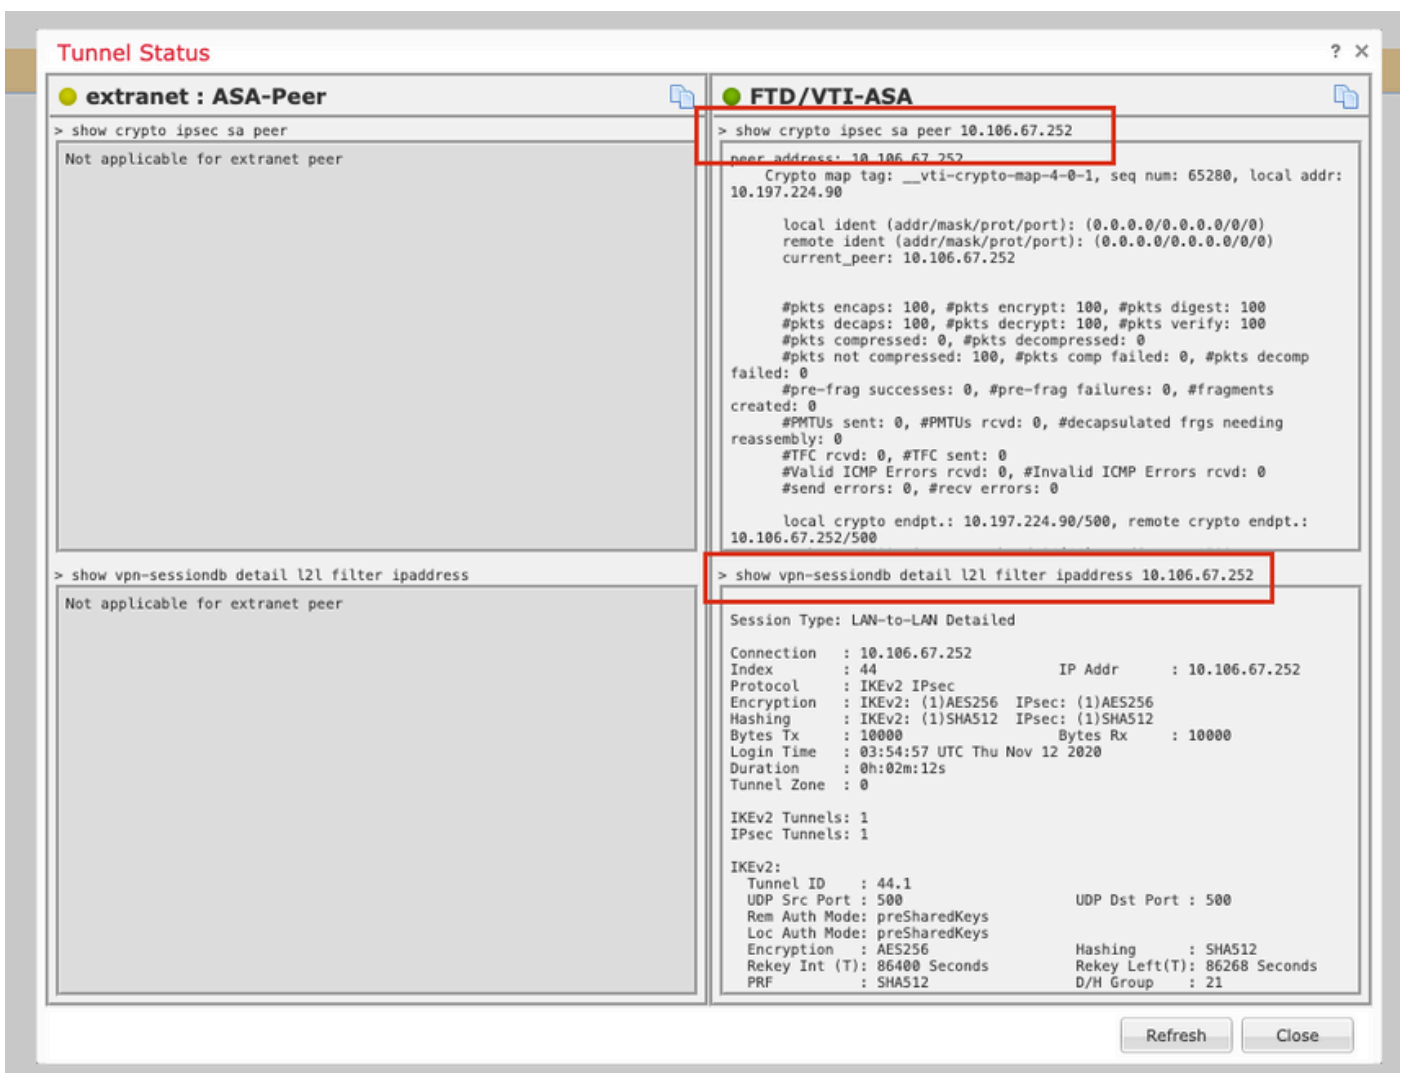 Tunnel Status
? ×
extranet : ASA-Peer
> show crypto ipsec sa peer
Not applicable for extranet peer
> show vpn-sessiondb detail l2l filter ipaddress
Not applicable for extranet peer
FTD/VTI-ASA
> show crypto ipsec sa peer 10.106.67.252
peer address: 10.106.67.252
Crypto map tag: __vti-crypto-map-4-0-1, seq num: 65280, local addr:
10.197.224.90
local ident (addr/mask/prot/port): (0.0.0.0/0.0.0.0/0/0)
remote ident (addr/mask/prot/port): (0.0.0.0/0.0.0.0/0/0)
current_peer: 10.106.67.252
#pkts encaps: 100, #pkts encrypt: 100, #pkts digest: 100
#pkts decaps: 100, #pkts decrypt: 100, #pkts verify: 100
#pkts compressed: 0, #pkts decompressed: 0
#pkts not compressed: 100, #pkts comp failed: 0, #pkts decomp
failed: 0
#pre-frag successes: 0, #pre-frag failures: 0, #fragments
created: 0
#PMTUs sent: 0, #PMTUs rcvd: 0, #decapsulated frgs needing
reassembly: 0
#TFC rcvd: 0, #TFC sent: 0
#Valid ICMP Errors rcvd: 0, #Invalid ICMP Errors rcvd: 0
#send errors: 0, #recv errors: 0
local crypto endpt.: 10.197.224.90/500, remote crypto endpt.:
10.106.67.252/500
> show vpn-sessiondb detail l2l filter ipaddress 10.106.67.252
Session Type: LAN-to-LAN Detailed
Connection : 10.106.67.252
Index : 44 IP Addr : 10.106.67.252
Protocol : IKEv2 IPsec
Encryption : IKEv2: (1)AES256 IPsec: (1)AES256
Hashing : IKEv2: (1)SHA512 IPsec: (1)SHA512
Bytes Tx : 10000 Bytes Rx : 10000
Login Time : 03:54:57 UTC Thu Nov 12 2020
Duration : 0h:02m:12s
Tunnel Zone : 0
IKEv2 Tunnels: 1
IPsec Tunnels: 1
IKEv2:
Tunnel ID : 44.1
UDP Src Port : 500 UDP Dst Port : 500
Rem Auth Mode: preSharedKeys
Loc Auth Mode: preSharedKeys
Encryption : AES256 Hashing : SHA512
Rekey Int (T): 86400 Seconds Rekey Left(T): 86268 Seconds
PRF : SHA512 D/H Group : 21
Refresh Close